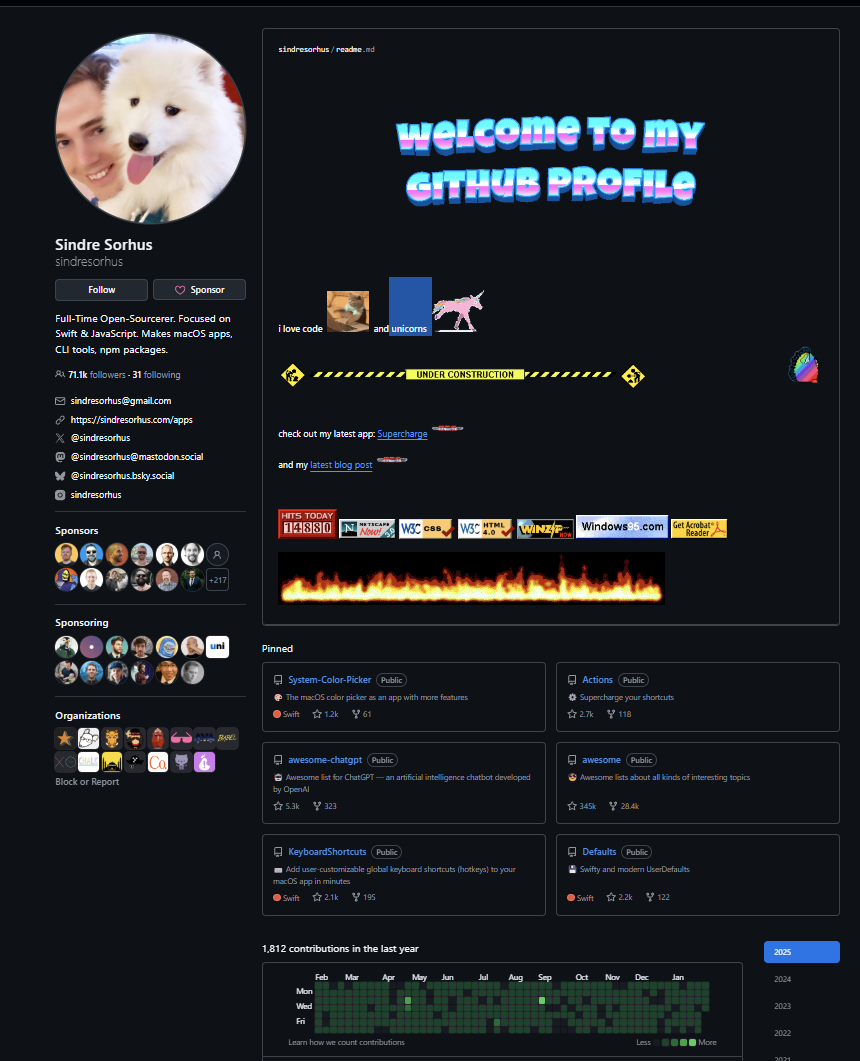 Sindre Sorhus
sindresorhus
Follow
Sponsor
Full-Time Open-Sourcerer. Focused on
Swift & JavaScript. Makes macOS apps,
CLI tools, npm packages.
71.1k followers · 31 following
sindresorhus@gmail.com
https://sindresorhus.com/apps
@sindresorhus
@sindresorhus@mastodon.social
@sindresorhus.bsky.social
sindresorhus
Sponsors
+217
Sponsoring
uni
Organizations
BABEL
XO
CHALK
Ca
Block or Report
sindresorhus/readme.md
WELCOME TO MY
GITHUB PROFILE
i love code and unicorns
UNDER CONSTRUCTION
check out my latest app: Supercharge
and my latest blog post
HITS TODAY
14880
NETSCAPE
Now!
W3C CSS
W3C HTML
4.0
WINZIP
NOW
Windows95.com
Get Acrobat
Reader
Pinned
System-Color-Picker Public
The macOS color picker as an app with more features
Swift 1.2k 61
Actions Public
Supercharge your shortcuts
2.7k 118
awesome-chatgpt Public
Awesome list for ChatGPT — an artificial intelligence chatbot developed
by OpenAI
5.3k 323
awesome Public
Awesome lists about all kinds of interesting topics
345k 28.4k
KeyboardShortcuts Public
Add user-customizable global keyboard shortcuts (hotkeys) to your
macOS app in minutes
Swift 2.1k 195
Defaults Public
Swifty and modern UserDefaults
Swift 2.2k 122
1,812 contributions in the last year
Feb Mar Apr May Jun Jul Aug Sep Oct Nov Dec Jan
Mon
Wed
Fri
Learn how we count contributions
Less More
2025
2024
2023
2022
2021